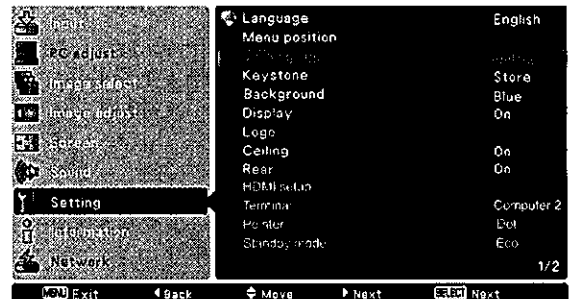 Input
PC adjust
Image select
Image adjust
Screen
Sound
Setting
Information
Network
Language English
Menu position
Keystone Store
Background Blue
Display On
Logo
Ceiling On
Rear On
HDMI setup
Terminal Computer 2
Pointer Dot
Standby mode Eco
1/2
MENU Exit Back Move Next SELECT Next